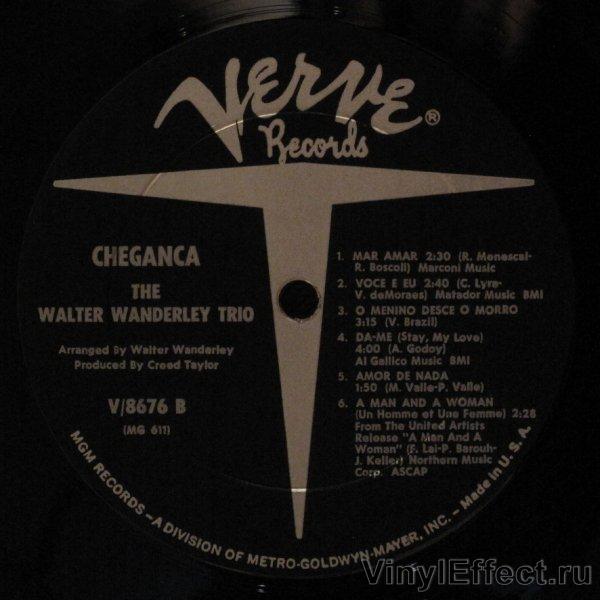 VERVE®
Records
CHEGANCA
THE
WALTER WANDERLEY TRIO
Arranged By Walter Wanderley
Produced By Creed Taylor
V/8676 B
(MG 611)
1. MAR AMAR 2:30 (R. Menescal-
R. Boscoli) Marconi Music
2. VOCE E EU 2:40 (C. Lyra-
V. deMoraes) Matador Music BMI
3. O MENINO DESCE O MORRO
3:15 (V. Brazil)
4. DA-ME (Stay, My Love)
4:00 (A. Godoy)
Al Gallico Music BMI
5. AMOR DE NADA
1:50 (M. Valle-P. Valle)
6. A MAN AND A WOMAN
(Un Homme et Une Femme) 2:28
From The United Artists
Release "A Man And A
Woman" (F. Lai-P. Barouh-
J. Keller) Northern Music
Corp. ASCAP
MGM RECORDS—A DIVISION OF METRO-GOLDWYN-MAYER, INC. — Made in U. S. A.
VinylEffect.ru